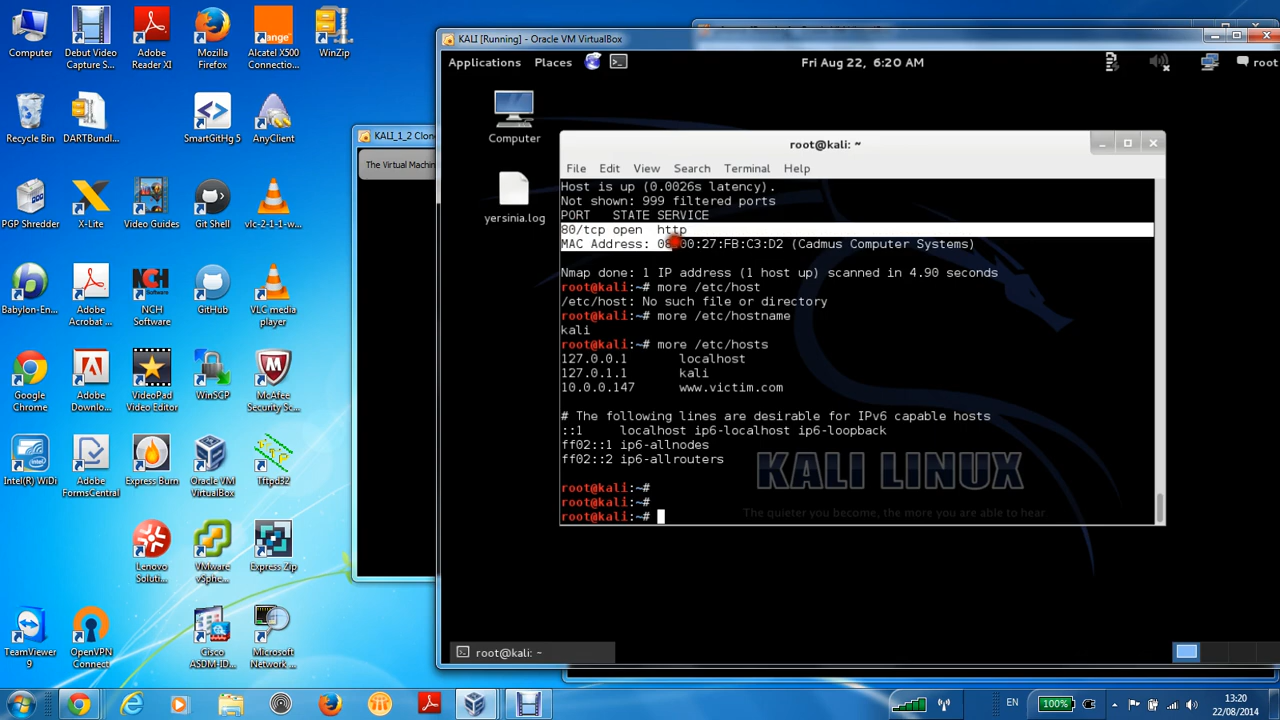 Computer
Debut Video
Capture S...
Adobe
Reader XI
Mozilla
Firefox
Alcatel X500
Connectio...
WinZip
Recycle Bin
DARTBundl...
SmartGitHg 5
AnyClient
PGP Shredder
X-Lite
Video Guides
Git Shell
vlc-2-1-1-w...
Babylon-En...
Adobe
Acrobat ...
NCH
Software
GitHub
VLC media
player
Google
Chrome
Adobe
Downlo...
VideoPad
Video Editor
WinSCP
McAfee
Security Sc...
Intel(R) WiDi
Adobe
FormsCentral
Express Burn
Oracle VM
VirtualBox
Tftpd32
Lenovo
Soluti...
VMware
vSphe...
Express Zip
TeamViewer
9
OpenVPN
Connect
Cisco
ASDM-ID...
Microsoft
Network ...
KALI_1_2 Clon
The Virtual Machin
KALI [Running] - Oracle VM VirtualBox
Applications Places Fri Aug 22, 6:20 AM root
Computer
yersinia.log
root@kali: ~
File Edit View Search Terminal Help
Host is up (0.0026s latency).
Not shown: 999 filtered ports
PORT STATE SERVICE
80/tcp open http
MAC Address: 08:00:27:FB:C3:D2 (Cadmus Computer Systems)
Nmap done: 1 IP address (1 host up) scanned in 4.90 seconds
root@kali:~# more /etc/host
/etc/host: No such file or directory
root@kali:~# more /etc/hostname
kali
root@kali:~# more /etc/hosts
127.0.0.1 localhost
127.0.1.1 kali
10.0.0.147 www.victim.com
# The following lines are desirable for IPv6 capable hosts
::1 localhost ip6-localhost ip6-loopback
ff02::1 ip6-allnodes
ff02::2 ip6-allrouters
root@kali:~#
root@kali:~#
root@kali:~#
KALI LINUX
The quieter you become, the more you are able to hear.
root@kali: ~
EN
100%
13:20
22/08/2014